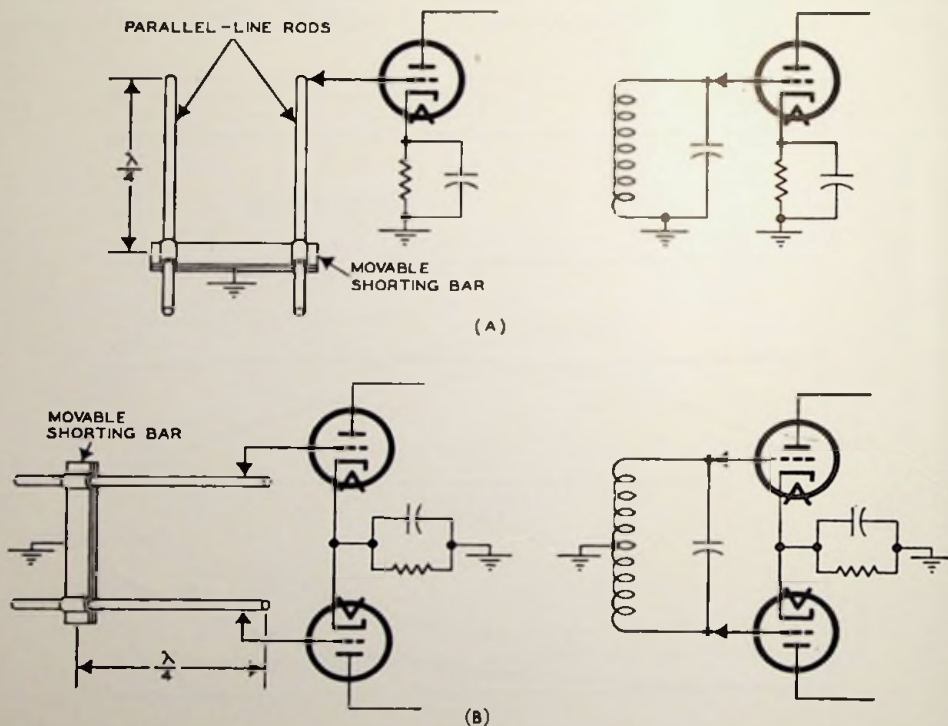 PARALLEL-LINE RODS
λ
4
MOVABLE
SHORTING BAR
(A)
MOVABLE
SHORTING BAR
λ
4
(B)